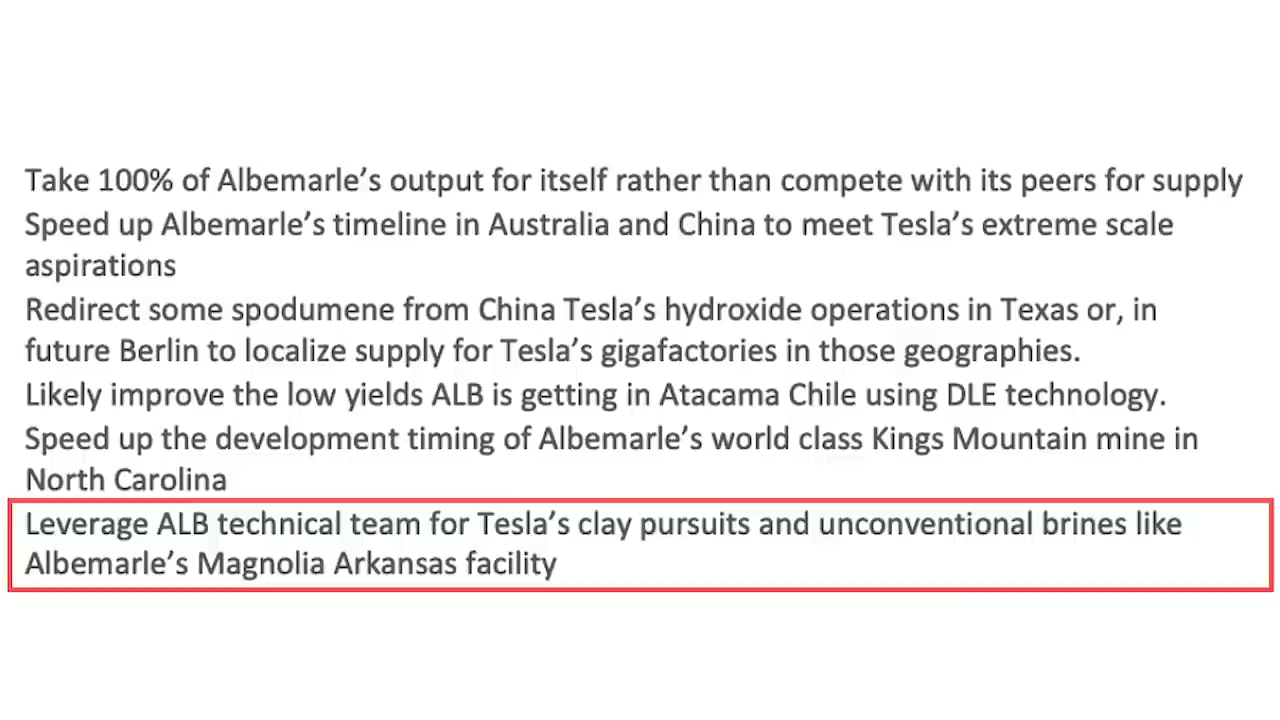 Take 100% of Albemarle’s output for itself rather than compete with its peers for supply
Speed up Albemarle’s timeline in Australia and China to meet Tesla’s extreme scale
aspirations
Redirect some spodumene from China Tesla’s hydroxide operations in Texas or, in
future Berlin to localize supply for Tesla’s gigafactories in those geographies.
Likely improve the low yields ALB is getting in Atacama Chile using DLE technology.
Speed up the development timing of Albemarle’s world class Kings Mountain mine in
North Carolina
Leverage ALB technical team for Tesla’s clay pursuits and unconventional brines like
Albemarle’s Magnolia Arkansas facility